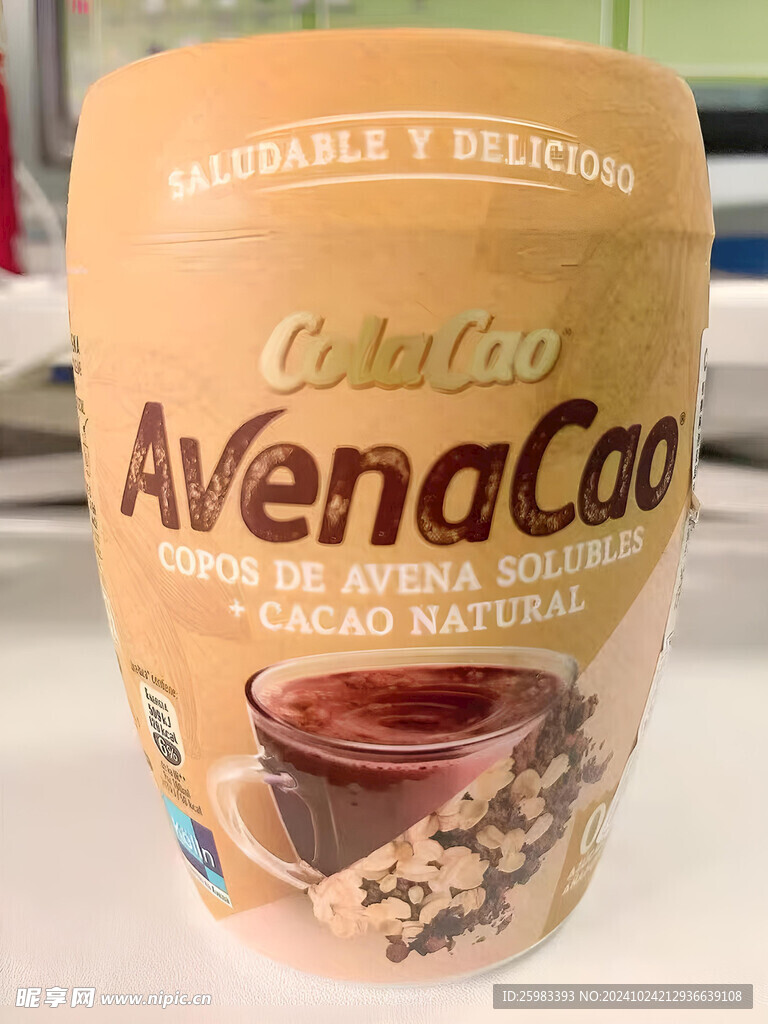 SALUDABLE Y DELICIOSO
ColaCao
AvenaCao®
COPOS DE AVENA SOLUBLES
+ CACAO NATURAL
kölln
昵享网 www.nipic.cn
ID:25983393 NO:20241024212936639108